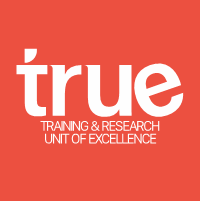 true
TRAINING & RESEARCH
UNIT OF EXCELLENCE